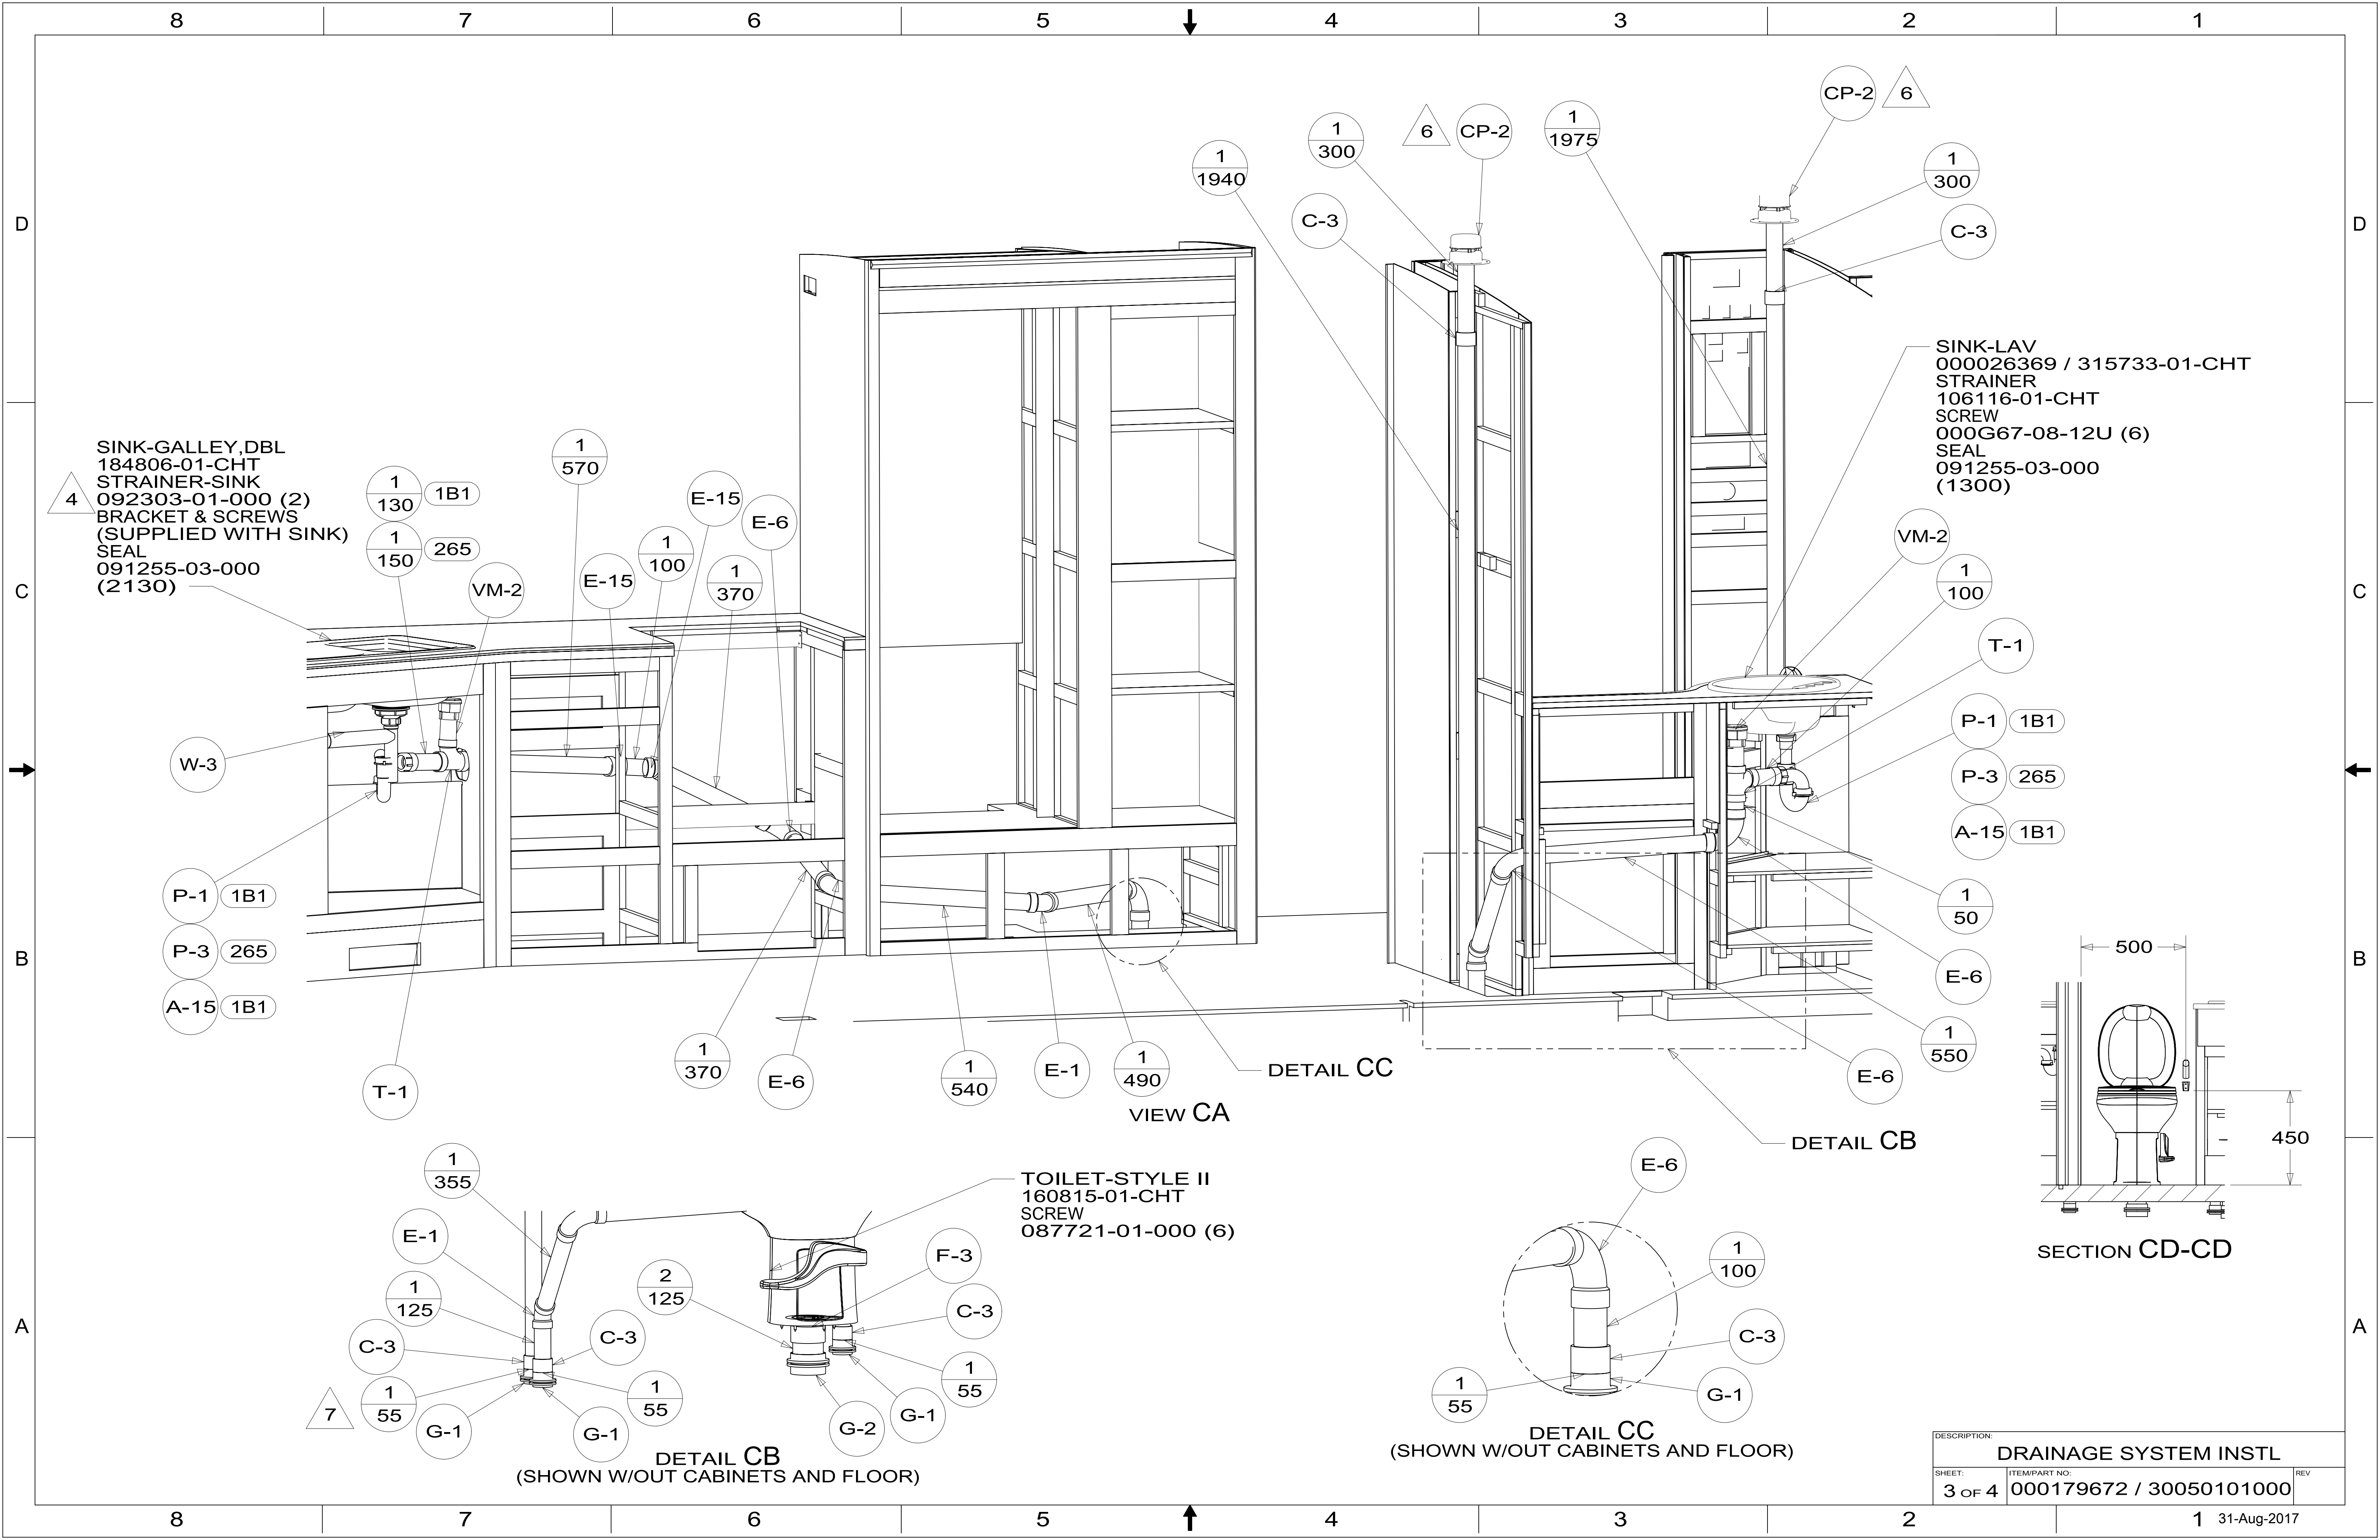 8 7 6 5 4 3 2 1
D
C
B
A
D
C
B
A
CP-2 6
1
300
C-3
1
1975
6 CP-2
1
300
1
1940
C-3
SINK-LAV
000026369 / 315733-01-CHT
STRAINER
106116-01-CHT
SCREW
000G67-08-12U (6)
SEAL
091255-03-000
(1300)
4
SINK-GALLEY,DBL
184806-01-CHT
STRAINER-SINK
092303-01-000 (2)
BRACKET & SCREWS
(SUPPLIED WITH SINK)
SEAL
091255-03-000
(2130)
1
130 1B1
1
150 265
VM-2
1
570
E-15
1
100
E-15
E-6
1
370
W-3
P-1 1B1
P-3 265
A-15 1B1
T-1
1
370
E-6
1
540
E-1
1
490
DETAIL CC
VIEW CA
VM-2
1
100
T-1
P-1 1B1
P-3 265
A-15 1B1
1
50
E-6
1
550
E-6
DETAIL CB
500
450
SECTION CD-CD
1
355
E-1
1
125
C-3
C-3
7
1
55
G-1
G-1
1
55
2
125
TOILET-STYLE II
160815-01-CHT
SCREW
087721-01-000 (6)
F-3
C-3
1
55
G-1
G-2
DETAIL CB
(SHOWN W/OUT CABINETS AND FLOOR)
E-6
1
100
C-3
1
55
G-1
DETAIL CC
(SHOWN W/OUT CABINETS AND FLOOR)
DESCRIPTION:
DRAINAGE SYSTEM INSTL
SHEET: ITEM/PART NO: REV
3 OF 4 000179672 / 30050101000
8 7 6 5 4 3 2 1
31-Aug-2017